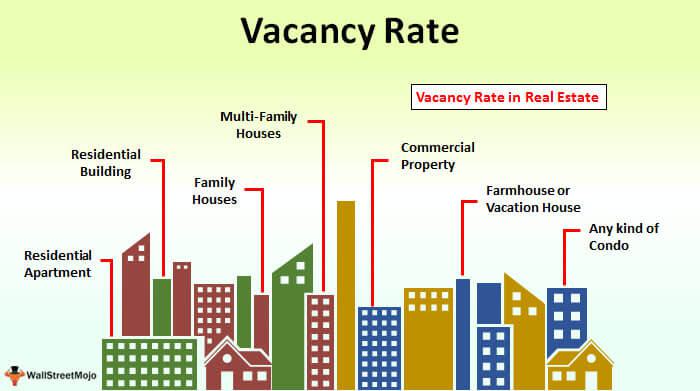 Vacancy Rate
Vacancy Rate in Real Estate
Multi-Family
Houses
Residential
Building
Family
Houses
Commercial
Property
Farmhouse or
Vacation House
Any kind of
Condo
Residential
Apartment
WallStreetMojo